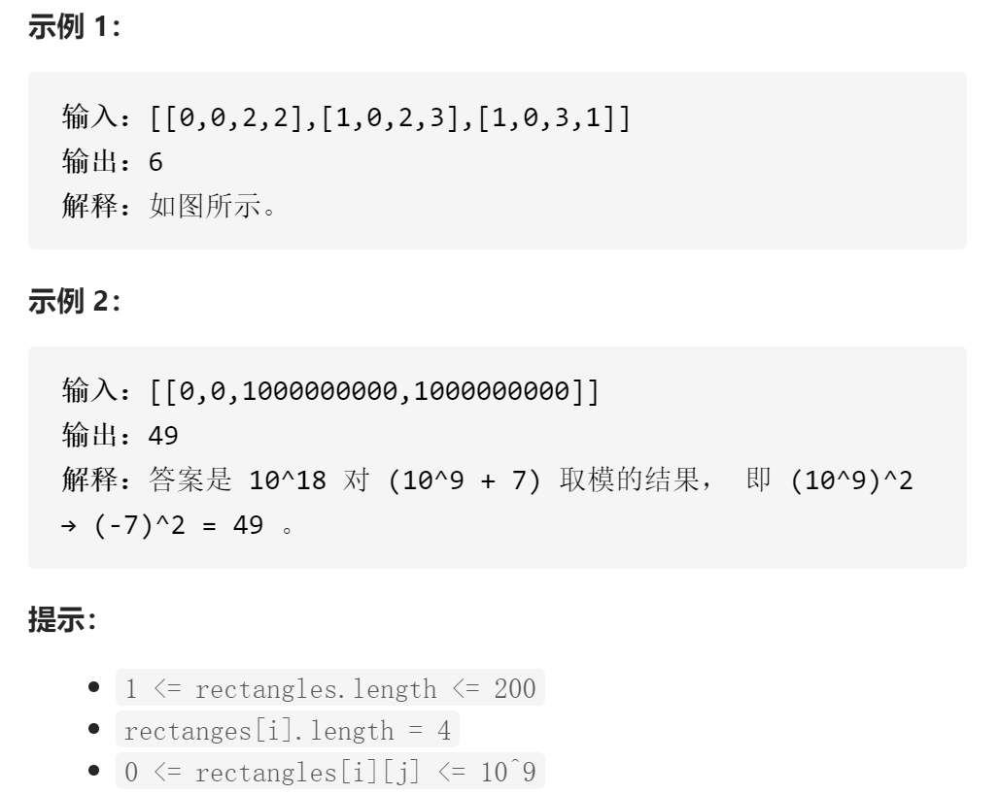 示例 1：
输入：[[0,0,2,2],[1,0,2,3],[1,0,3,1]]
输出：6
解释：如图所示。
示例 2：
输入：[[0,0,1000000000,1000000000]]
输出：49
解释：答案是 10^18 对 (10^9 + 7) 取模的结果， 即 (10^9)^2
→ (-7)^2 = 49 。
提示：
1 <= rectangles.length <= 200
rectanges[i].length = 4
0 <= rectangles[i][j] <= 10^9